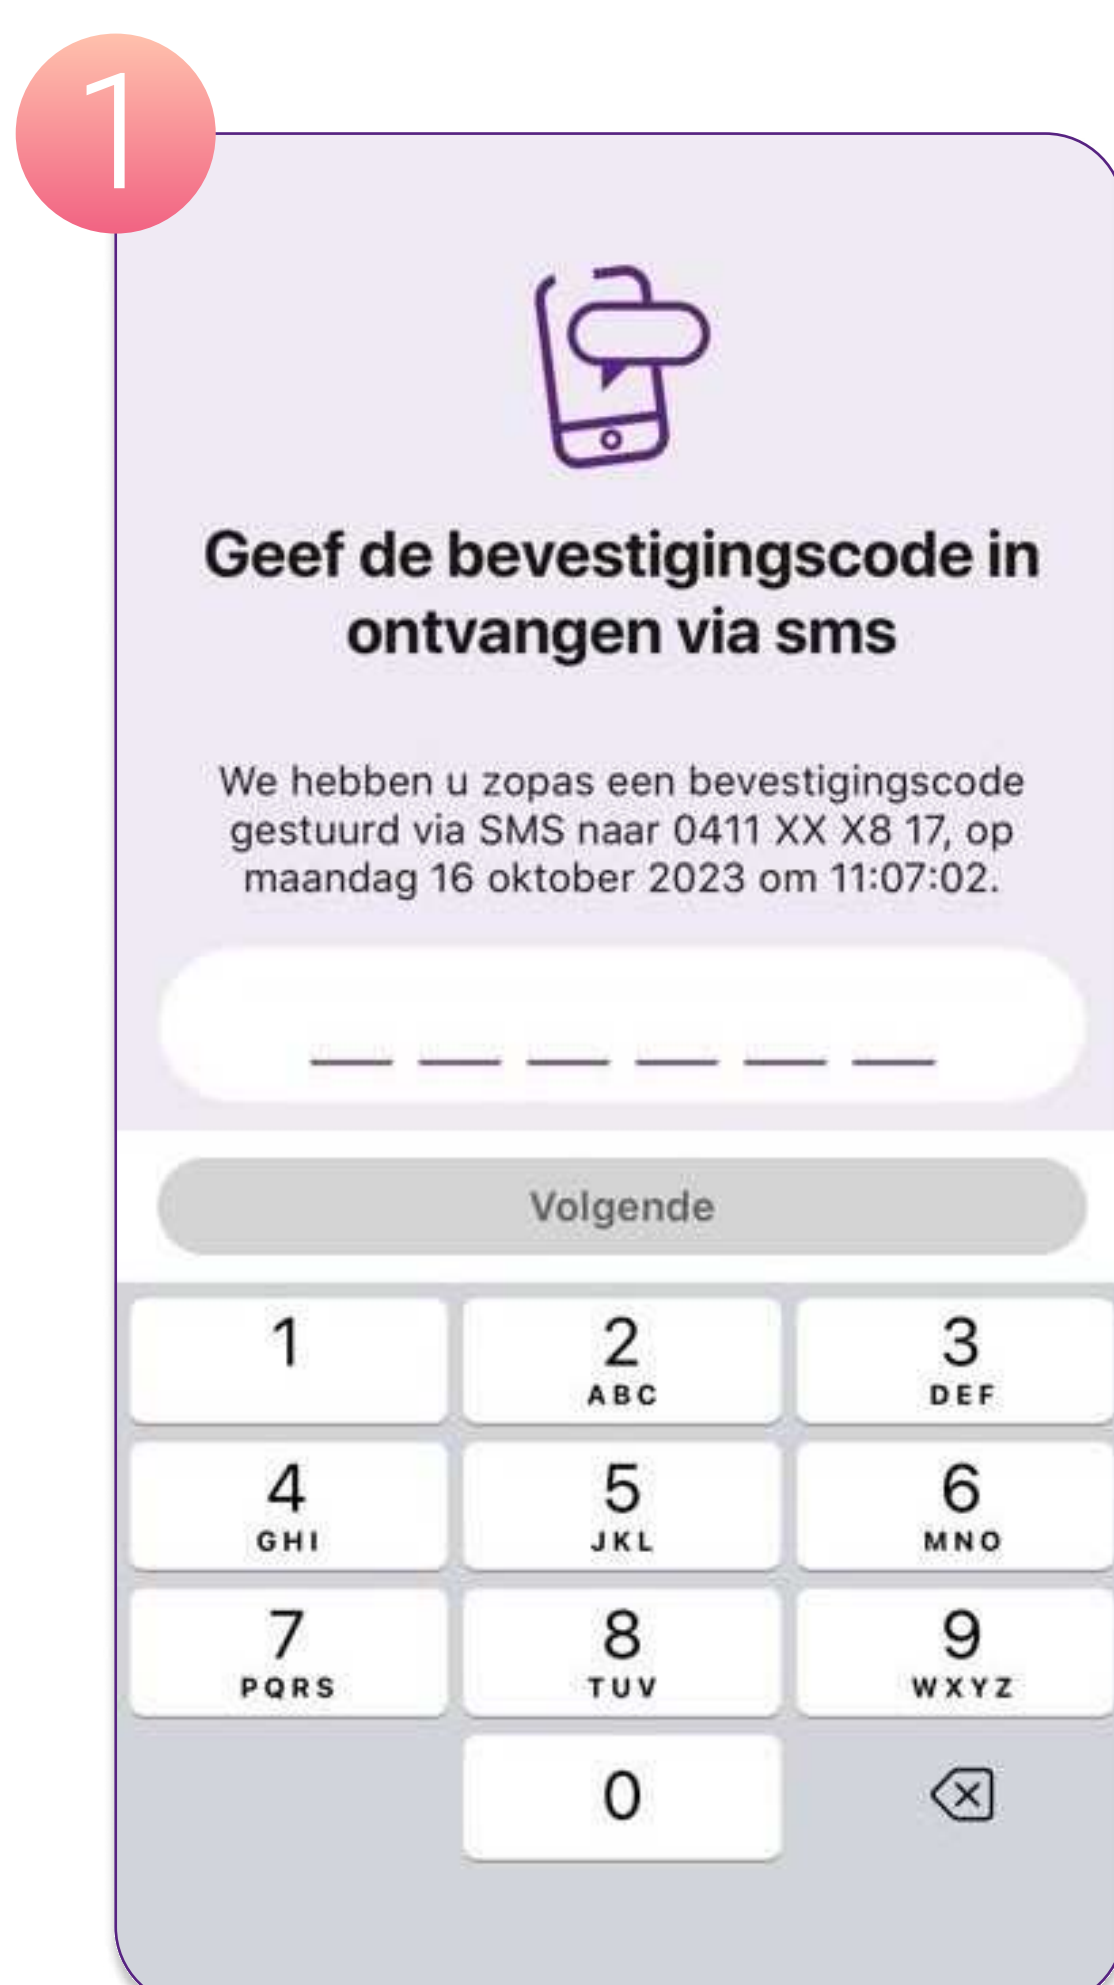 1
Geef de bevestigingscode in
ontvangen via sms
We hebben u zopas een bevestigingscode
gestuurd via SMS naar 0411 XX X8 17, op
maandag 16 oktober 2023 om 11:07:02.
Volgende
1 2 3
ABC DEF
4 5 6
GHI JKL MNO
7 8 9
PQRS TUV WXYZ
0